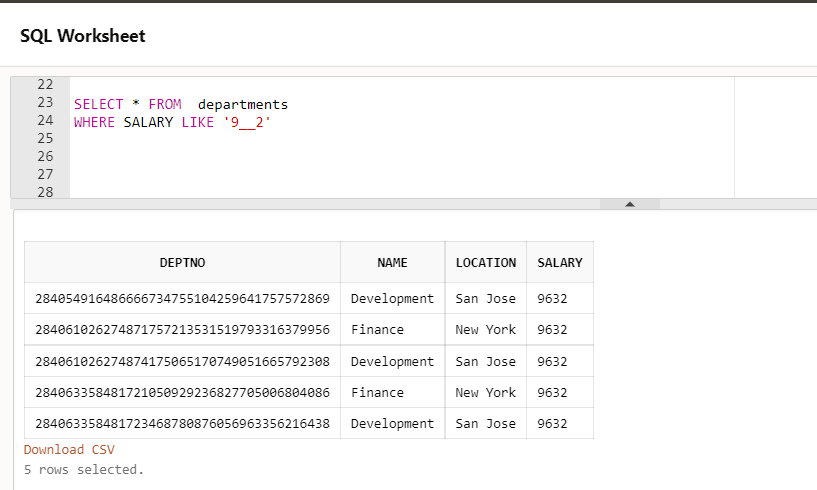 SQL Worksheet
22
23 SELECT * FROM  departments
24 WHERE SALARY LIKE '9__2'
25
26
27
28
DEPTNO NAME LOCATION SALARY
284054916486666734755104259641757572869 Development San Jose 9632
284061026274871757213531519793316379956 Finance New York 9632
284061026274874175065170749051665792308 Development San Jose 9632
284063358481721050929236827705006804086 Finance New York 9632
284063358481723468780876056963356216438 Development San Jose 9632
Download CSV
5 rows selected.